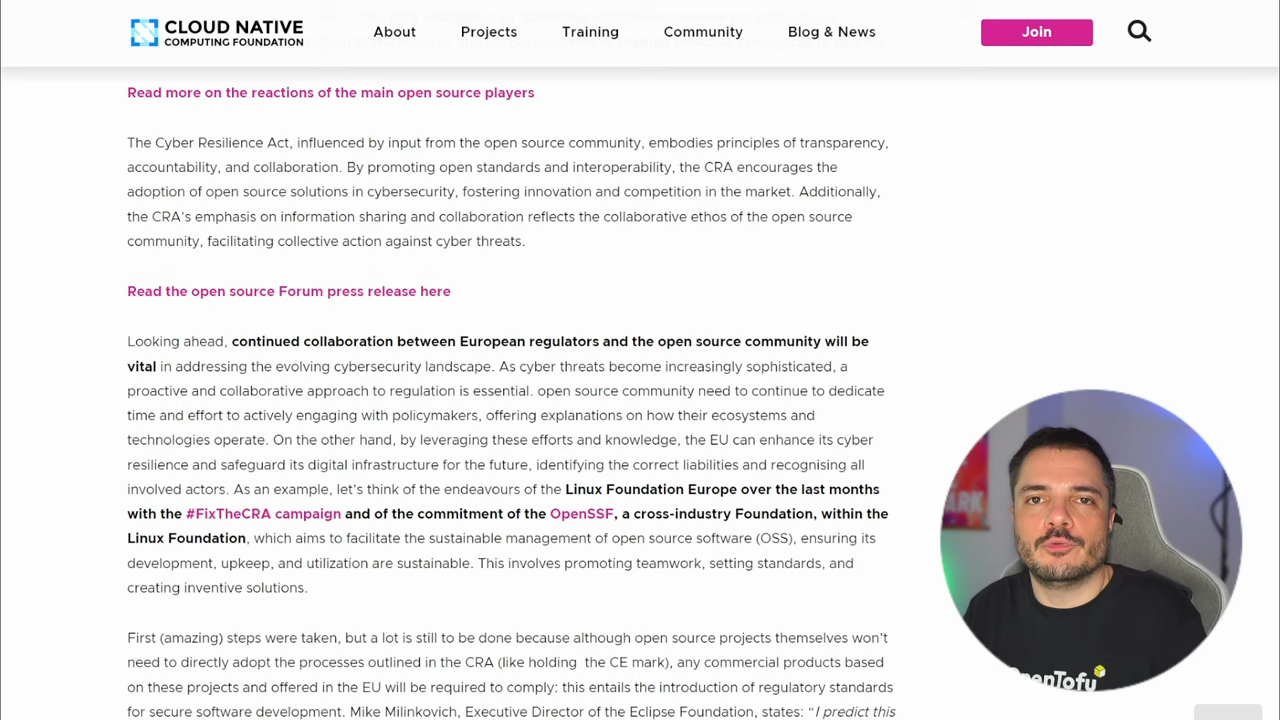 CLOUD NATIVE
COMPUTING FOUNDATION
About Projects Training Community Blog & News Join
Read more on the reactions of the main open source players
The Cyber Resilience Act, influenced by input from the open source community, embodies principles of transparency,
accountability, and collaboration. By promoting open standards and interoperability, the CRA encourages the
adoption of open source solutions in cybersecurity, fostering innovation and competition in the market. Additionally,
the CRA’s emphasis on information sharing and collaboration reflects the collaborative ethos of the open source
community, facilitating collective action against cyber threats.
Read the open source Forum press release here
Looking ahead, continued collaboration between European regulators and the open source community will be
vital in addressing the evolving cybersecurity landscape. As cyber threats become increasingly sophisticated, a
proactive and collaborative approach to regulation is essential. open source community need to continue to dedicate
time and effort to actively engaging with policymakers, offering explanations on how their ecosystems and
technologies operate. On the other hand, by leveraging these efforts and knowledge, the EU can enhance its cyber
resilience and safeguard its digital infrastructure for the future, identifying the correct liabilities and recognising all
involved actors. As an example, let’s think of the endeavours of the Linux Foundation Europe over the last months
with the #FixTheCRA campaign and of the commitment of the OpenSSF, a cross-industry Foundation, within the
Linux Foundation, which aims to facilitate the sustainable management of open source software (OSS), ensuring its
development, upkeep, and utilization are sustainable. This involves promoting teamwork, setting standards, and
creating inventive solutions.
First (amazing) steps were taken, but a lot is still to be done because although open source projects themselves won’t
need to directly adopt the processes outlined in the CRA (like holding the CE mark), any commercial products based
on these projects and offered in the EU will be required to comply: this entails the introduction of regulatory standards
for secure software development. Mike Milinkovich, Executive Director of the Eclipse Foundation, states: “I predict this
OpenTofu